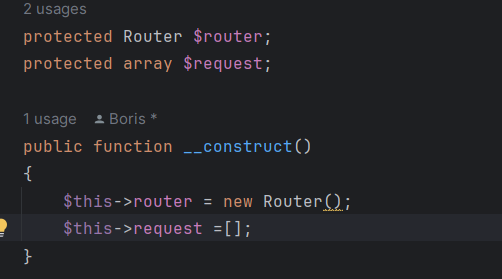 2 usages
protected Router $router;
protected array $request;
1 usage Boris *
public function __construct()
{
$this->router = new Router();
$this->request =[];
}